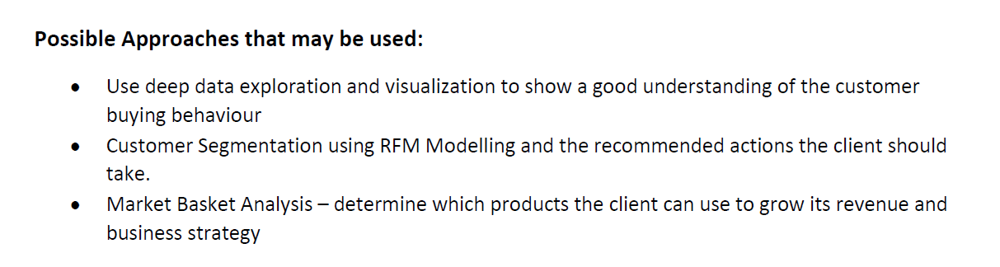 Possible Approaches that may be used:
● Use deep data exploration and visualization to show a good understanding of the customer
buying behaviour
● Customer Segmentation using RFM Modelling and the recommended actions the client should
take.
● Market Basket Analysis – determine which products the client can use to grow its revenue and
business strategy